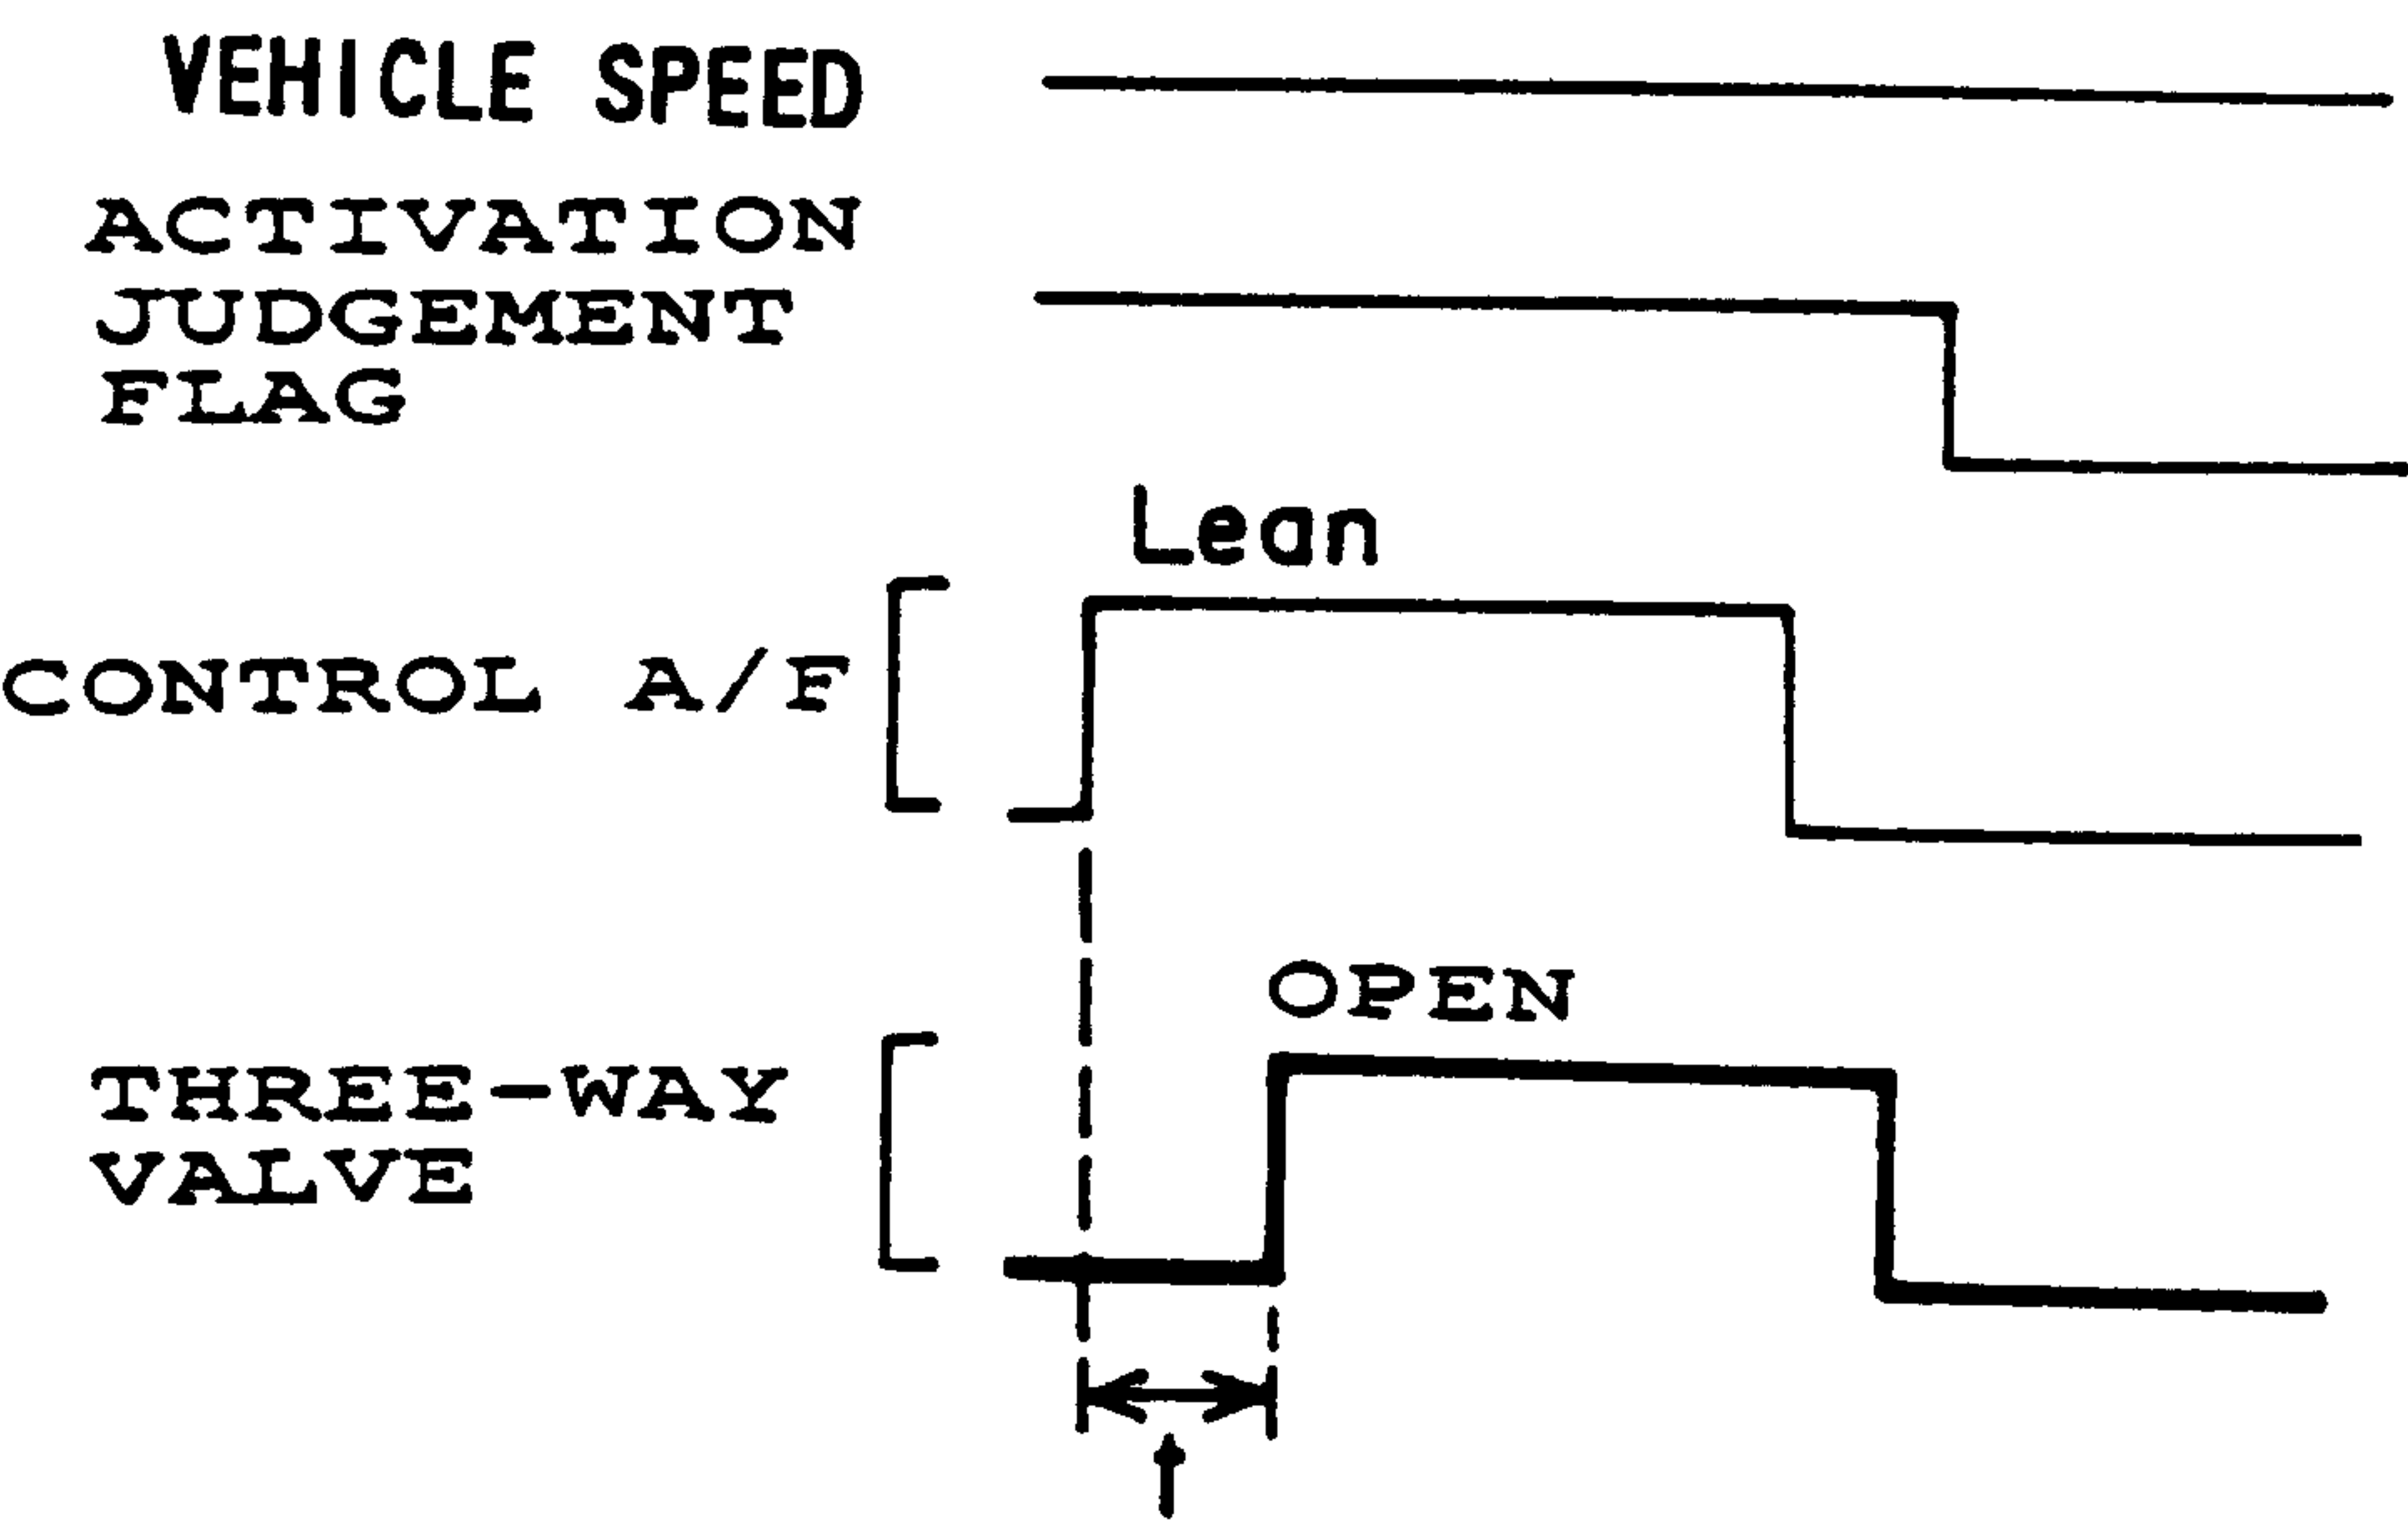 VEHICLE SPEED
ACTIVATION
JUDGEMENT
FLAG
Lean
CONTROL A/F
OPEN
THREE-WAY
VALVE